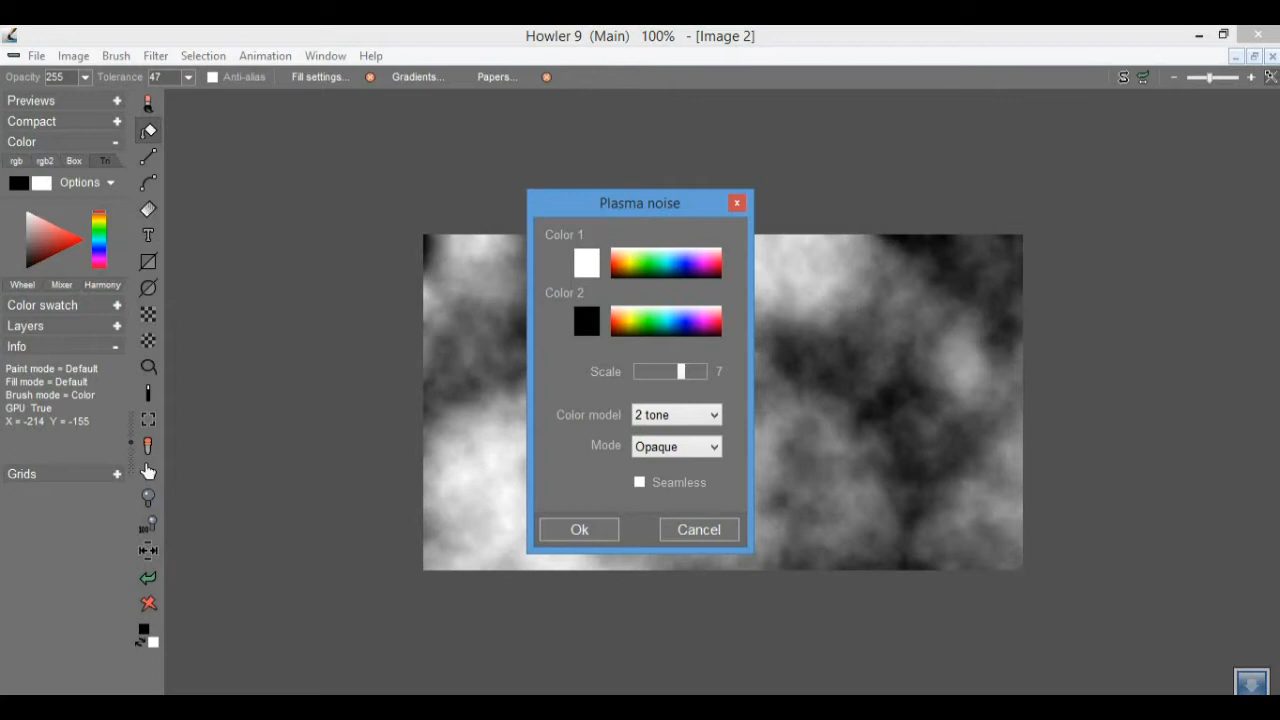 Howler 9 (Main) 100% - [Image 2]
File Image Brush Filter Selection Animation Window Help
Opacity 255 Tolerance 47 Anti-alias Fill settings... Gradients... Papers...
Previews +
Compact +
Color -
rgb rgb2 Box Tri
Options
Wheel Mixer Harmony
Color swatch +
Layers +
Info -
Paint mode = Default
Fill mode = Default
Brush mode = Color
GPU True
X = -214 Y = -155
Grids +
T
100
Plasma noise x
Color 1
Color 2
Scale 7
Color model 2 tone
Mode Opaque
Seamless
Ok Cancel